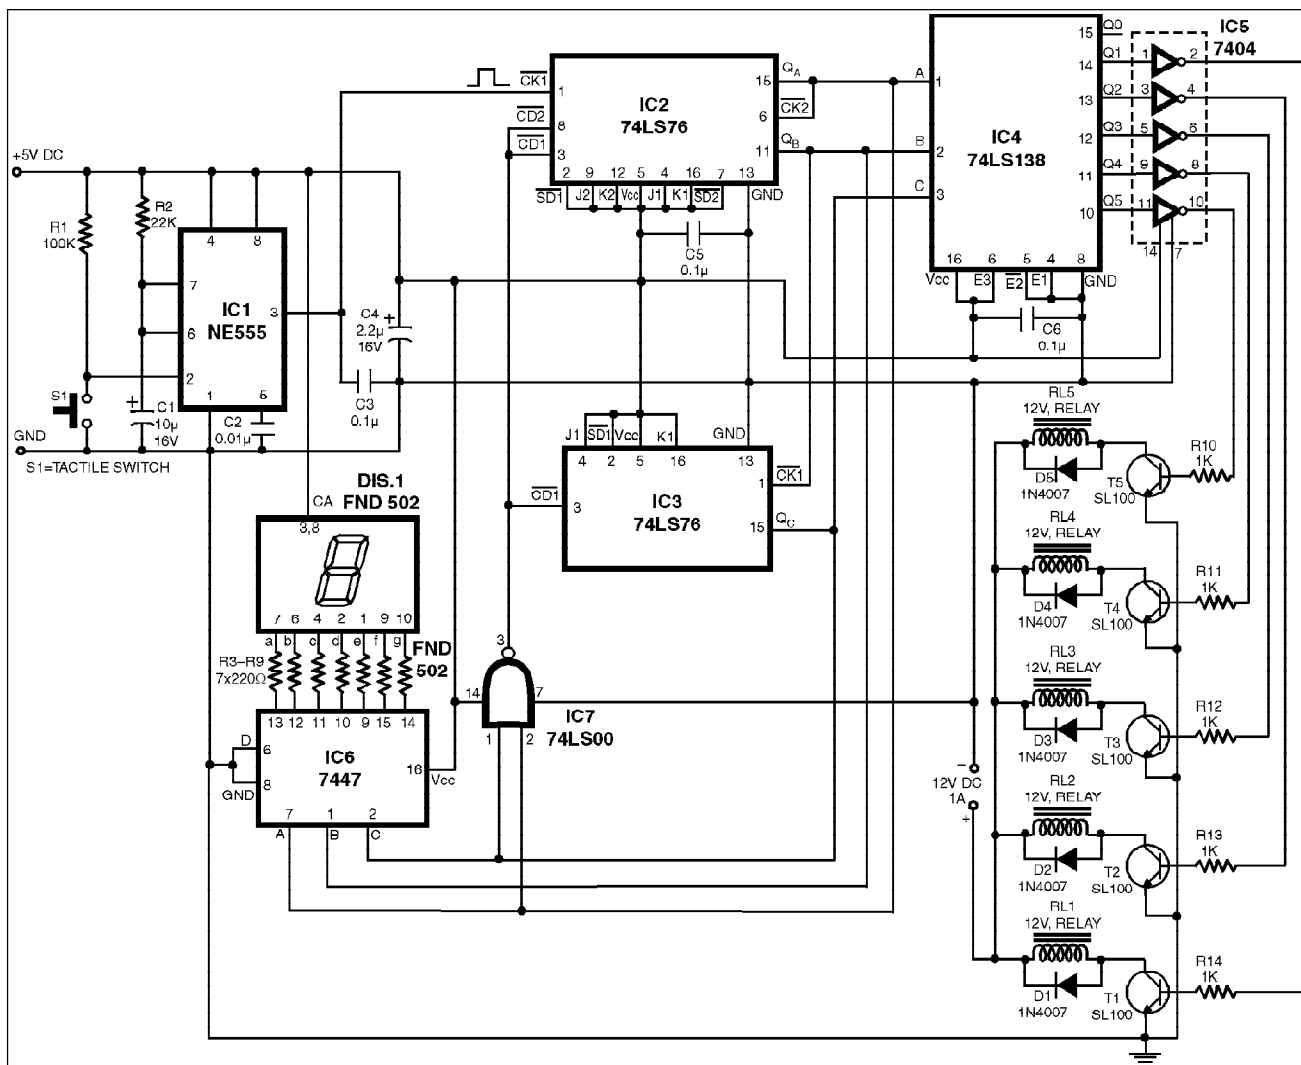 +5V DC
R1
100K
R2
22K
S1
GND
S1=TACTILE SWITCH
C1
10µ
16V
+
4
8
7
6
2
3
1
5
IC1
NE555
C2
0.01µ
C3
0.1µ
C4
2.2µ
16V
+
CK1
CD2
CD1
1
8
3
IC2
74LS76
15
6
11
QA
CK2
QB
2
9
12
5
4
16
7
13
SD1
J2
K2
Vcc
J1
K1
SD2
GND
C5
0.1µ
A
B
C
1
2
3
IC4
74LS138
15
14
13
12
11
10
Q0
Q1
Q2
Q3
Q4
Q5
16
6
5
4
8
Vcc
E3
E2
E1
GND
C6
0.1µ
IC5
7404
1
2
3
4
5
6
9
8
11
10
14
7
J1
SD1
Vcc
K1
GND
4
2
5
16
13
CD1
3
IC3
74LS76
1
15
CK1
QC
DIS.1
FND 502
CA
3,8
7
6
4
2
1
9
10
a
b
c
d
e
f
g
FND
502
R3–R9
7x220Ω
13
12
11
10
9
15
14
D
6
GND
8
IC6
7447
16
Vcc
7
1
2
A
B
C
3
14
7
1
2
IC7
74LS00
–
12V DC
1A
+
RL5
12V, RELAY
D5
1N4007
T5
SL100
R10
1K
RL4
12V, RELAY
D4
1N4007
T4
SL100
R11
1K
RL3
12V, RELAY
D3
1N4007
T3
SL100
R12
1K
RL2
12V, RELAY
D2
1N4007
T2
SL100
R13
1K
RL1
12V, RELAY
D1
1N4007
T1
SL100
R14
1K